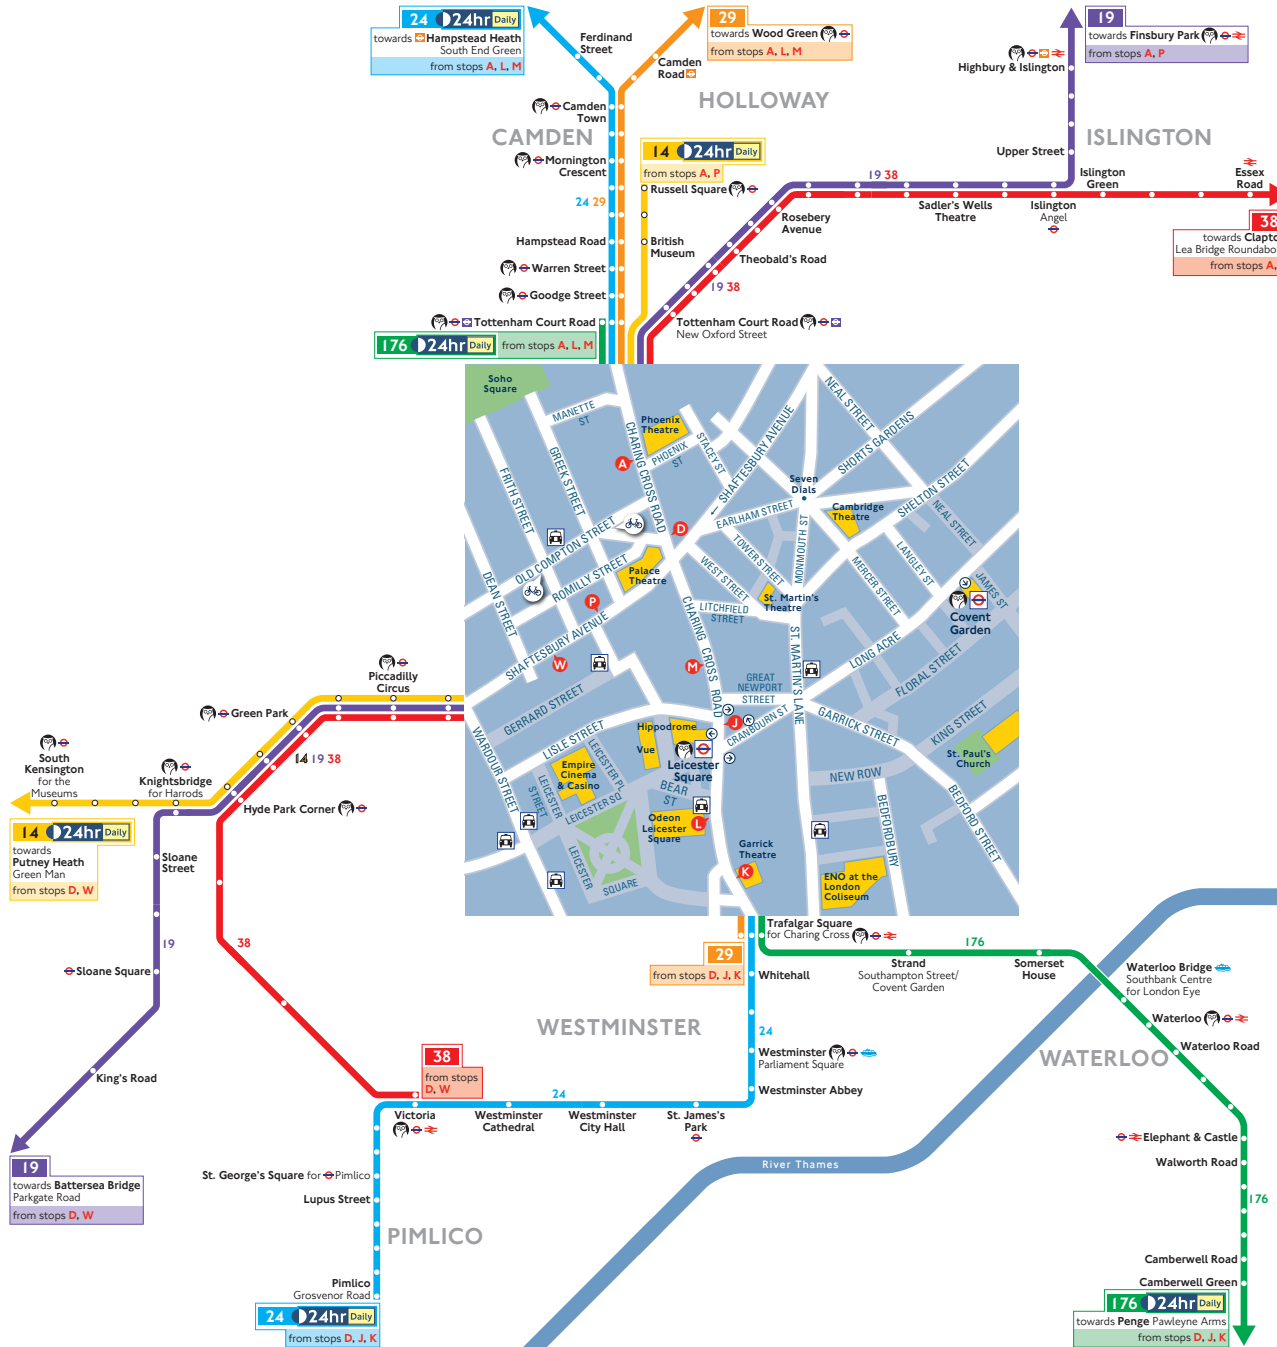 24 24hr Daily
towards Hampstead Heath
South End Green
from stops A, L, M
Ferdinand
Street
29
towards Wood Green
from stops A, L, M
Camden
Road
19
towards Finsbury Park
from stops A, P
Highbury & Islington
HOLLOWAY
CAMDEN
ISLINGTON
Camden
Town
14 24hr Daily
from stops A, P
Mornington
Crescent
Russell Square
24 29
Upper Street
19 38
Islington
Green
Essex
Road
Sadler's Wells
Theatre
Islington
Angel
Rosebery
Avenue
38
towards Clapto
Lea Bridge Roundabo
from stops A,
Hampstead Road
British
Museum
Warren Street
Theobald's Road
Goodge Street
19 38
Tottenham Court Road
Tottenham Court Road
New Oxford Street
176 24hr Daily from stops A, L, M
Soho
Square
MANETTE
ST
Phoenix
Theatre
CHARING CROSS ROAD
PHOENIX
ST
STACEY ST
SHAFTESBURY AVENUE
NEAL STREET
SHORTS GARDENS
GREEK STREET
FRITH STREET
A
Seven
Dials
SHELTON STREET
EARLHAM STREET
Cambridge
Theatre
NEAL STREET
OLD COMPTON STREET
D
TOWER STREET
MONMOUTH ST
LANGLEY ST
WEST STREET
MERCER STREET
JAMES ST
DEAN STREET
ROMILLY STREET
Palace
Theatre
St. Martin's
Theatre
P
LITCHFIELD
STREET
Covent
Garden
CHARING CROSS ROAD
SHAFTESBURY AVENUE
ST. MARTIN'S LANE
LONG ACRE
FLORAL STREET
W
M
GREAT
NEWPORT
STREET
GERRARD STREET
J
CRANBOURN ST
GARRICK STREET
KING STREET
LISLE STREET
Hippodrome
Vue
Leicester
Square
St. Paul's
Church
WARDOUR STREET
LEICESTER PL
Empire
Cinema
& Casino
LEICESTER
STREET
LEICESTER SQ
BEAR
ST
NEW ROW
BEDFORDBURY
BEDFORD STREET
Odeon
Leicester
Square
L
Garrick
Theatre
K
LEICESTER
SQUARE
ENO at the
London
Coliseum
Piccadilly
Circus
Green Park
South
Kensington
for the
Museums
Knightsbridge
for Harrods
14 19 38
Hyde Park Corner
14 24hr Daily
towards
Putney Heath
Green Man
from stops D, W
Sloane
Street
19
38
Sloane Square
King's Road
19
towards Battersea Bridge
Parkgate Road
from stops D, W
Trafalgar Square
for Charing Cross
29
from stops D, J, K
176
Strand
Southampton Street/
Covent Garden
Somerset
House
Whitehall
Waterloo Bridge
Southbank Centre
for London Eye
WESTMINSTER
24
Waterloo
WATERLOO
Waterloo Road
38
from stops
D, W
Westminster
Parliament Square
Westminster Abbey
24
Victoria
Westminster
Cathedral
Westminster
City Hall
St. James's
Park
Elephant & Castle
Walworth Road
River Thames
St. George's Square for Pimlico
Lupus Street
176
PIMLICO
Camberwell Road
Camberwell Green
Pimlico
Grosvenor Road
24 24hr Daily
from stops D, J, K
176 24hr Daily
towards Penge Pawleyne Arms
from stops D, J, K